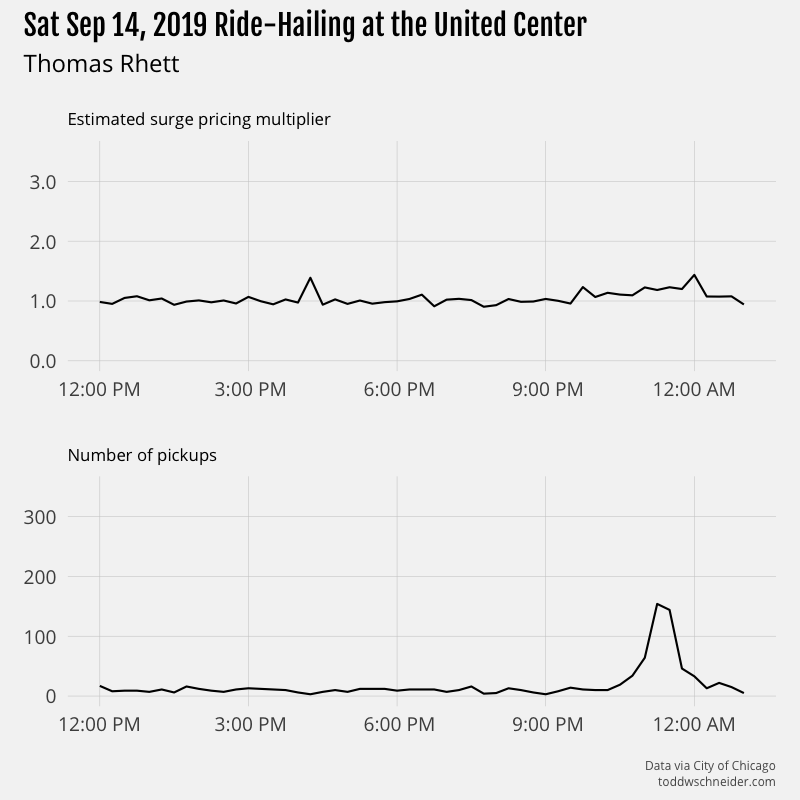 Sat Sep 14, 2019 Ride-Hailing at the United Center
Thomas Rhett
Estimated surge pricing multiplier
3.0
2.0
1.0
0.0
12:00 PM 3:00 PM 6:00 PM 9:00 PM 12:00 AM
Number of pickups
300
200
100
0
12:00 PM 3:00 PM 6:00 PM 9:00 PM 12:00 AM
Data via City of Chicago
toddwschneider.com